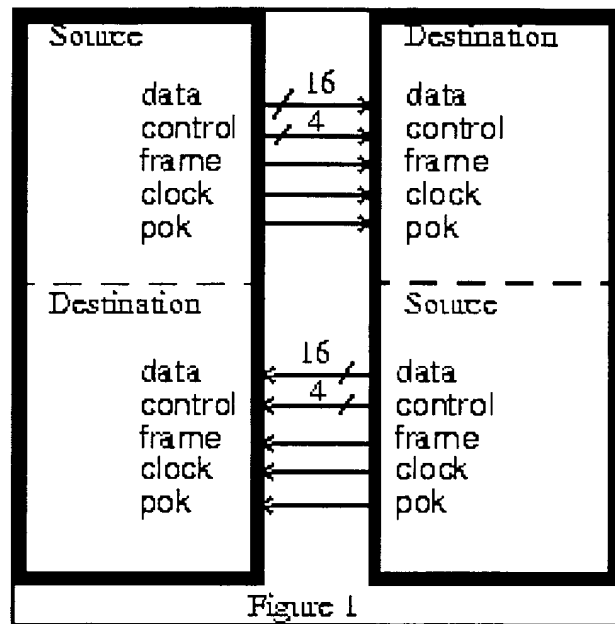 Source Destination
data 16 data
control 4 control
frame frame
clock clock
pok pok
Destination Source
data 16 data
control 4 control
frame frame
clock clock
pok pok
Figure 1